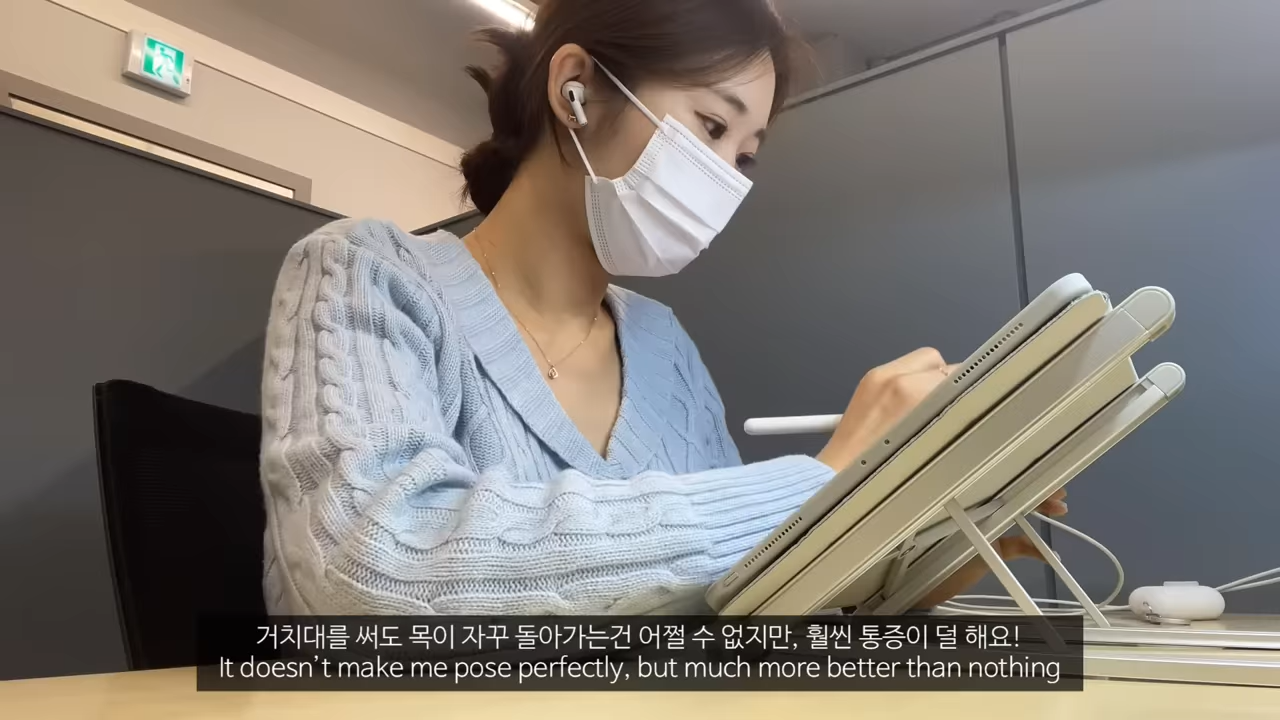 거치대를 써도 목이 자꾸 돌아가는건 어쩔 수 없지만, 훨씬 통증이 덜 해요!
It doesn't make me pose perfectly, but much more better than nothing